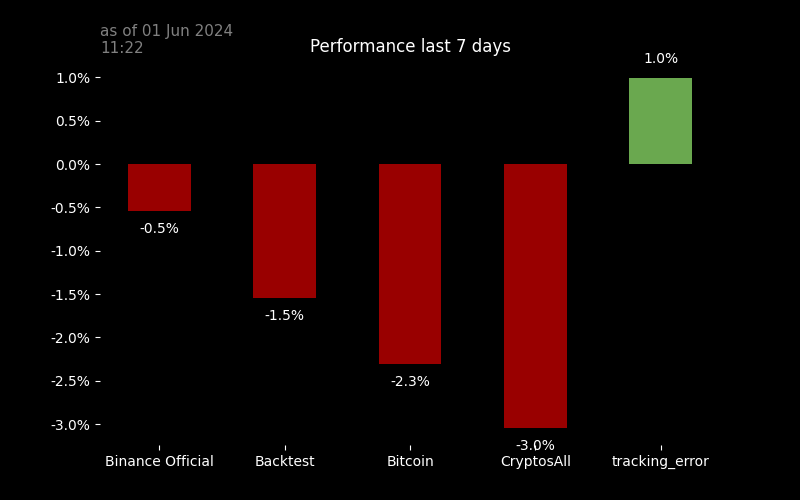 as of 01 Jun 2024
11:22
Performance last 7 days
1.0%
1.0%
0.5%
0.0%
-0.5%
-1.0%
-1.5%
-2.0%
-2.5%
-3.0%
-0.5%
-1.5%
-2.3%
-3.0%
Binance Official
Backtest
Bitcoin
CryptosAll
tracking_error